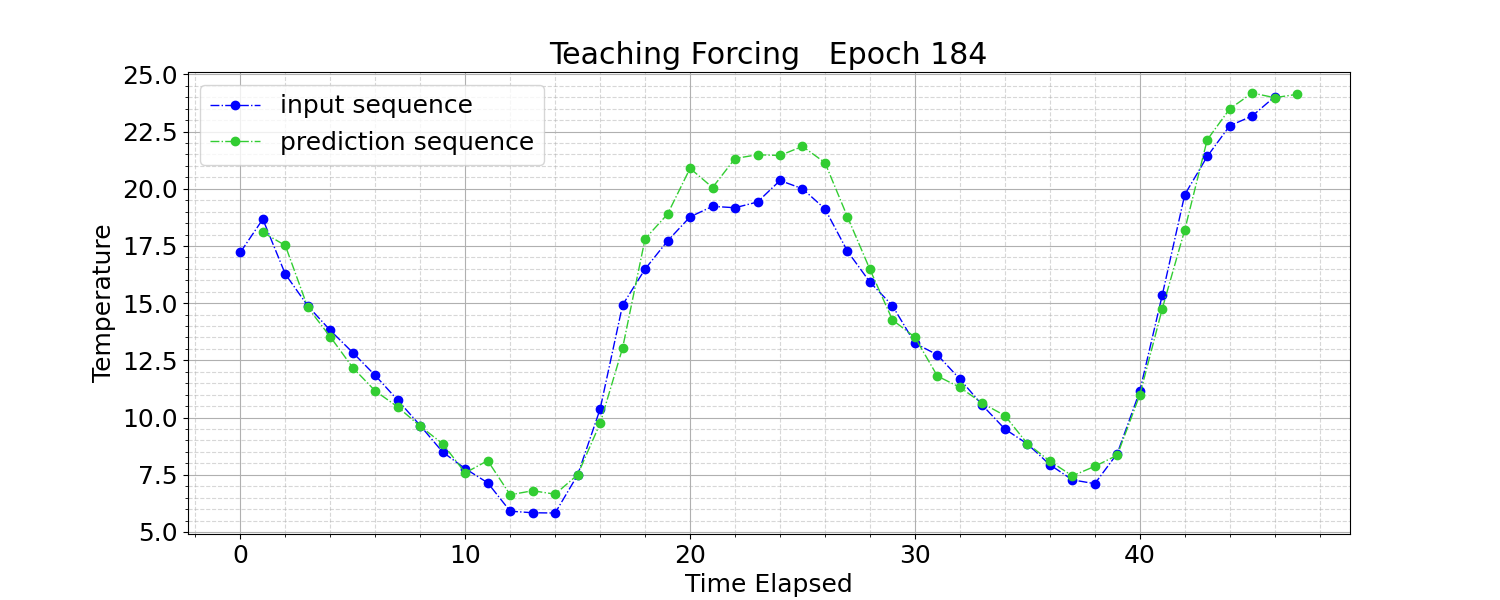 Teaching Forcing   Epoch 184
25.0
22.5
20.0
17.5
15.0
12.5
10.0
7.5
5.0
Temperature
input sequence
prediction sequence
0 10 20 30 40
Time Elapsed